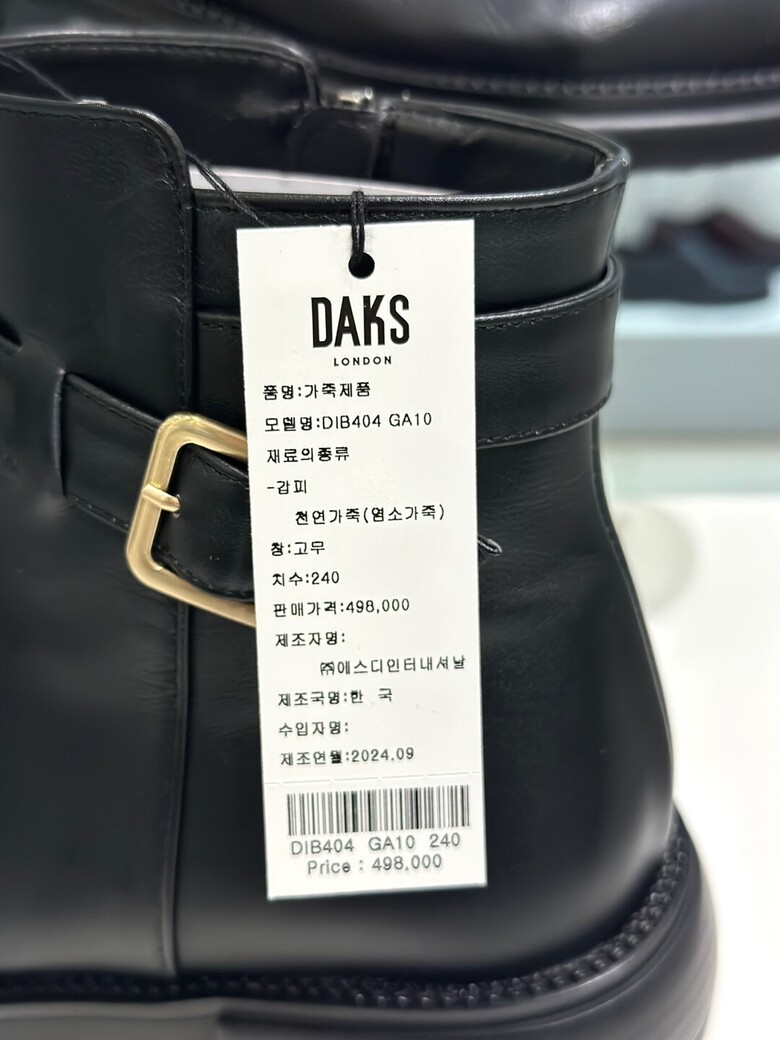 DAKS
LONDON
품명:가죽제품
모델명:DIB404 GA10
재료의종류
-갑피
천연가죽(염소가죽)
창:고무
치수:240
판매가격:498,000
제조자명:
㈜에스디인터내셔날
제조국명:한 국
수입자명:
제조연월:2024.09
DIB404 GA10 240
Price : 498,000